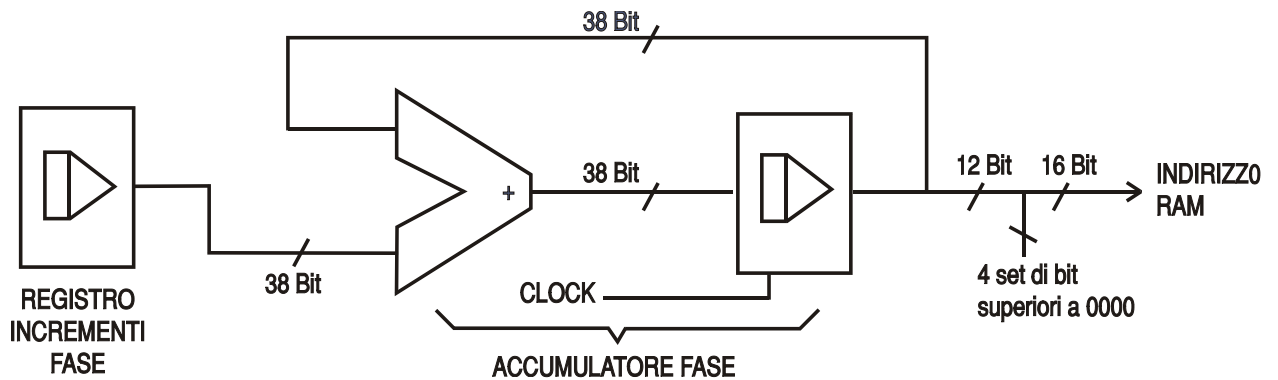 38 Bit
12 Bit
16 Bit
INDIRIZZ0
RAM
38 Bit
+
38 Bit
4 set di bit
superiori a 0000
CLOCK
REGISTRO
INCREMENTI
FASE
ACCUMULATORE FASE